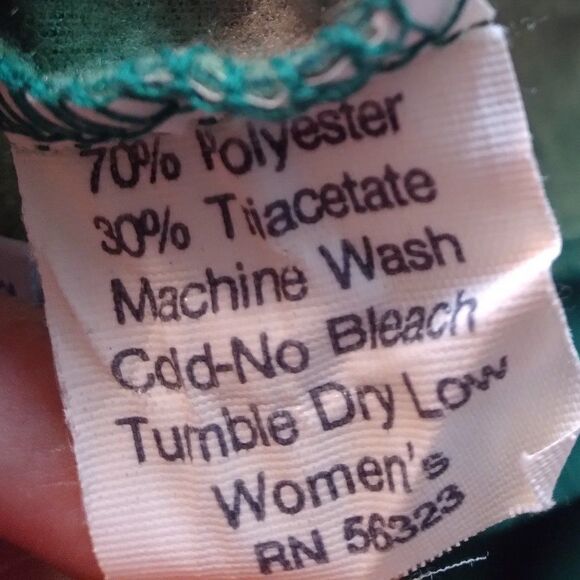 70% Polyester
30% Triacetate
Machine Wash
Cold-No Bleach
Tumble Dry Low
Women's
RN 56323